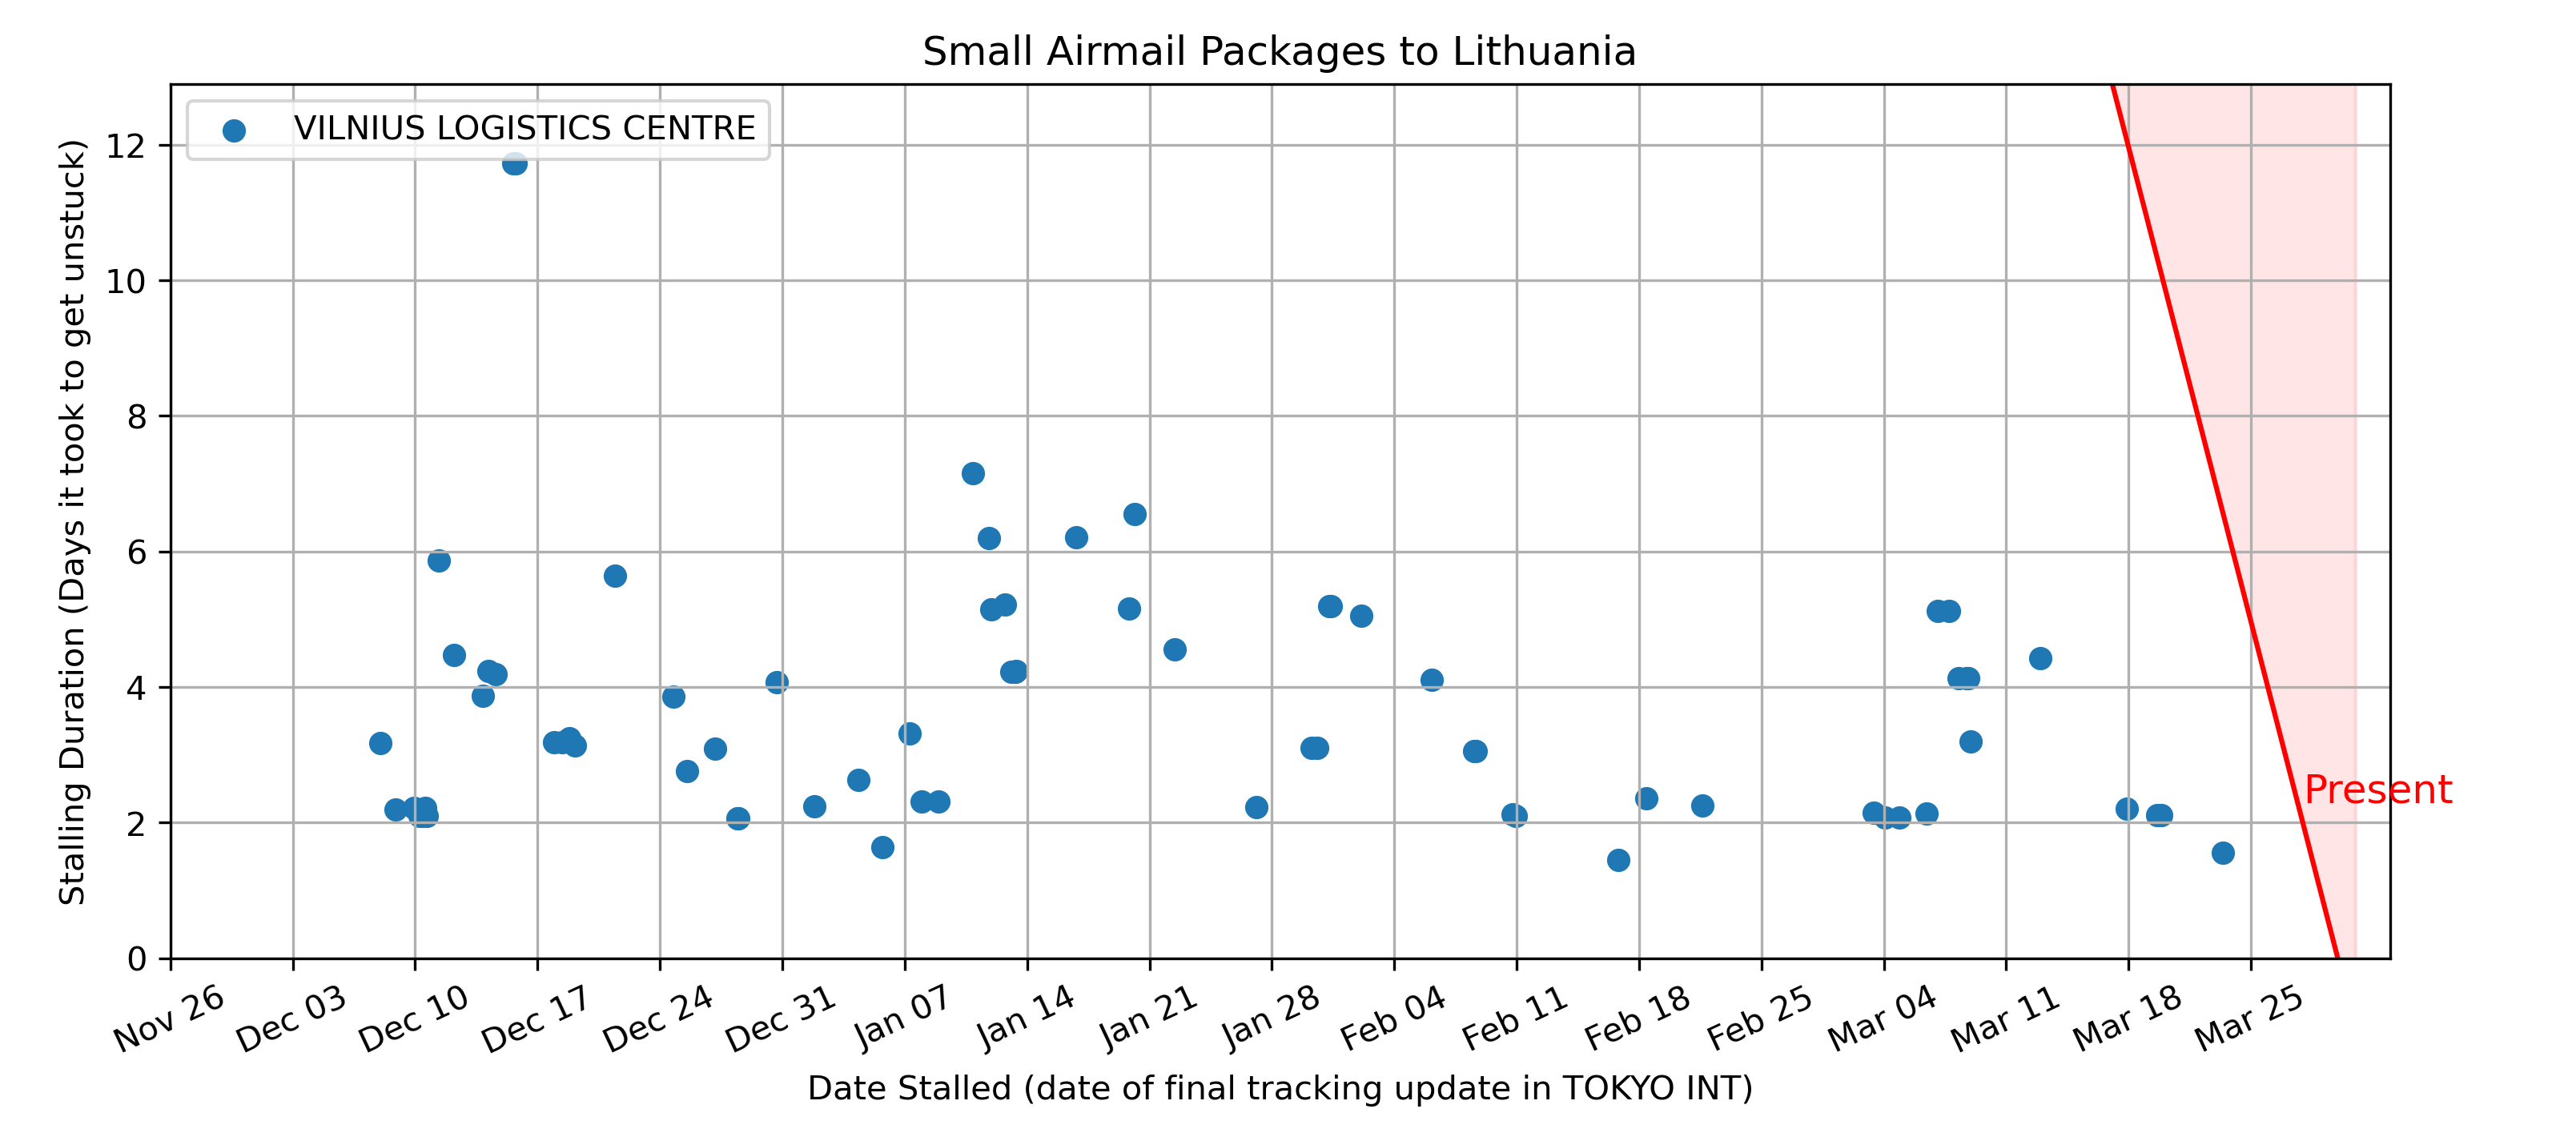 Small Airmail Packages to Lithuania
VILNIUS LOGISTICS CENTRE
Stalling Duration (Days it took to get unstuck)
12
10
8
6
4
2
0
Present
Nov 26
Dec 03
Dec 10
Dec 17
Dec 24
Dec 31
Jan 07
Jan 14
Jan 21
Jan 28
Feb 04
Feb 11
Feb 18
Feb 25
Mar 04
Mar 11
Mar 18
Mar 25
Date Stalled (date of final tracking update in TOKYO INT)